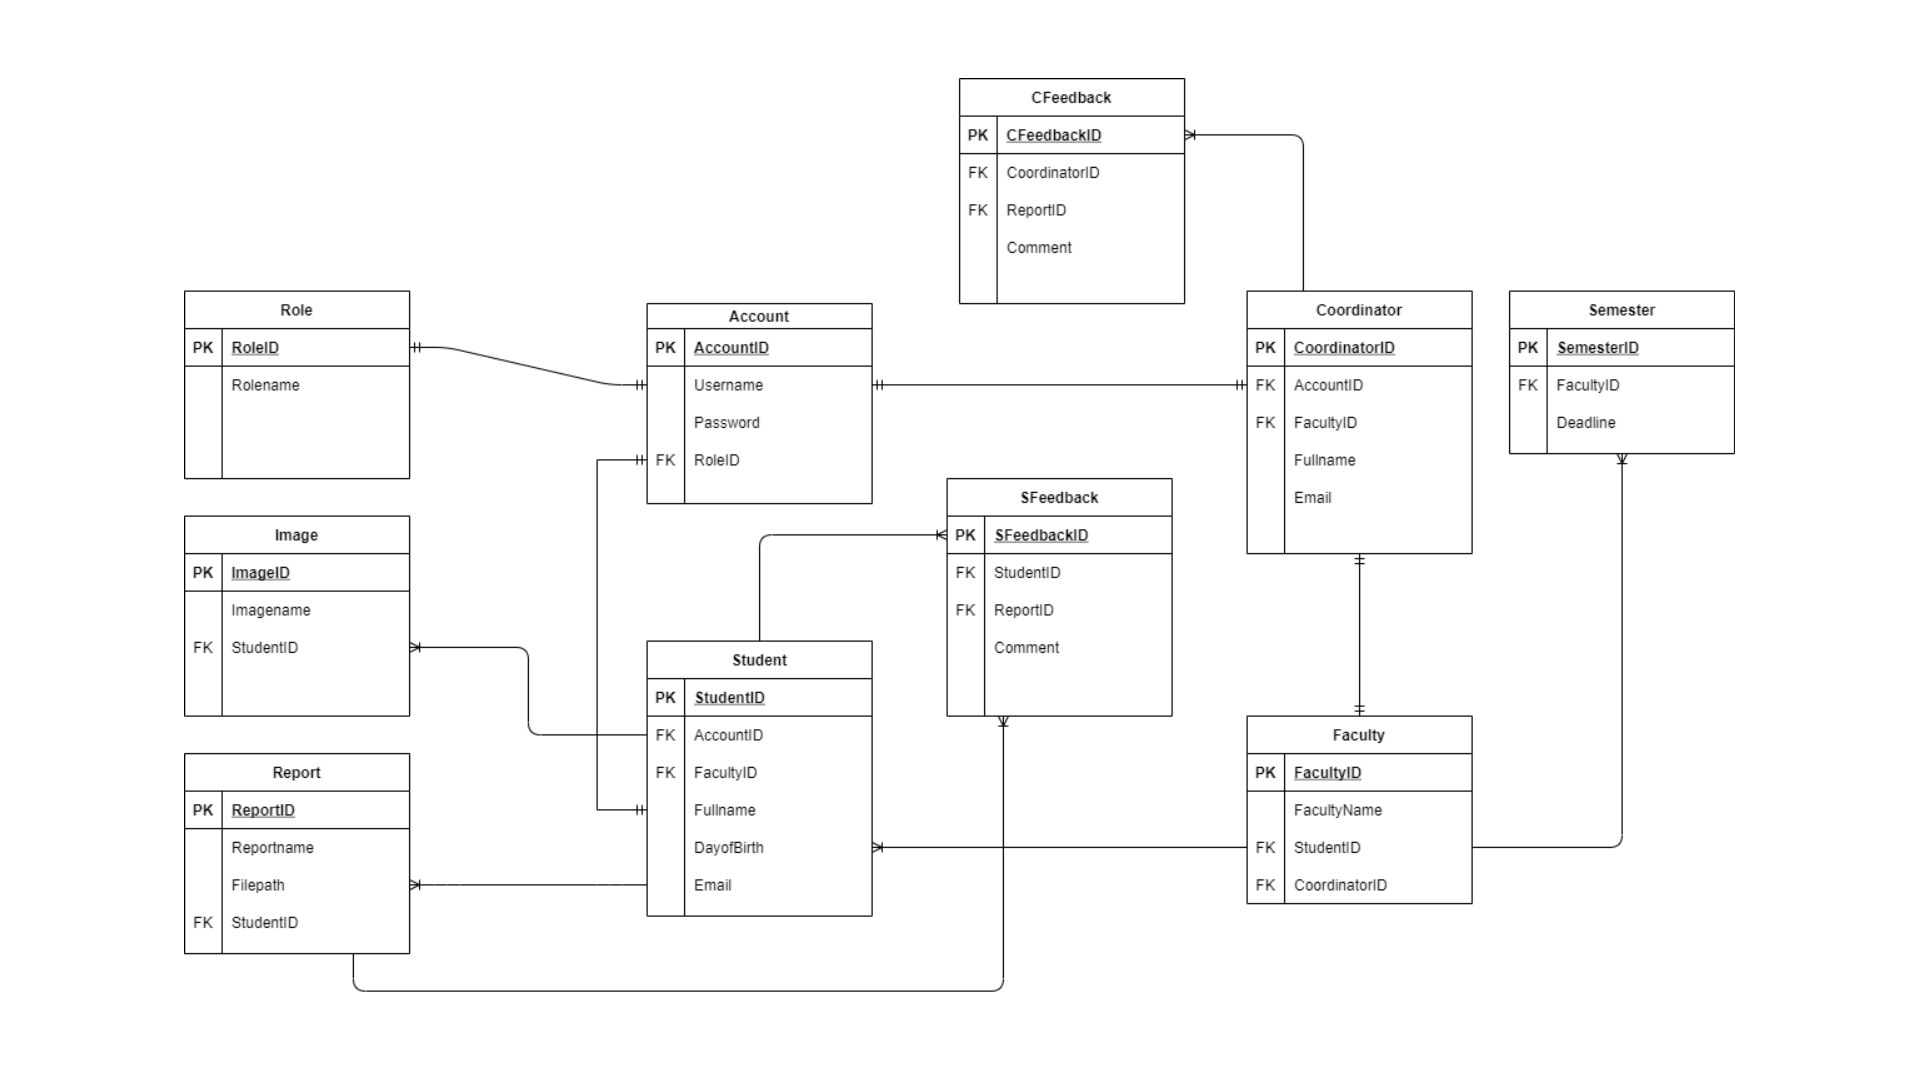 CFeedback
PK CFeedbackID
FK CoordinatorID
FK ReportID
Comment
Role
PK RoleID
Rolename
Account
PK AccountID
Username
Password
FK RoleID
Coordinator
PK CoordinatorID
FK AccountID
FK FacultyID
Fullname
Email
Semester
PK SemesterID
FK FacultyID
Deadline
Image
PK ImageID
Imagename
FK StudentID
SFeedback
PK SFeedbackID
FK StudentID
FK ReportID
Comment
Student
PK StudentID
FK AccountID
FK FacultyID
Fullname
DayofBirth
Email
Report
PK ReportID
Reportname
Filepath
FK StudentID
Faculty
PK FacultyID
FacultyName
FK StudentID
FK CoordinatorID